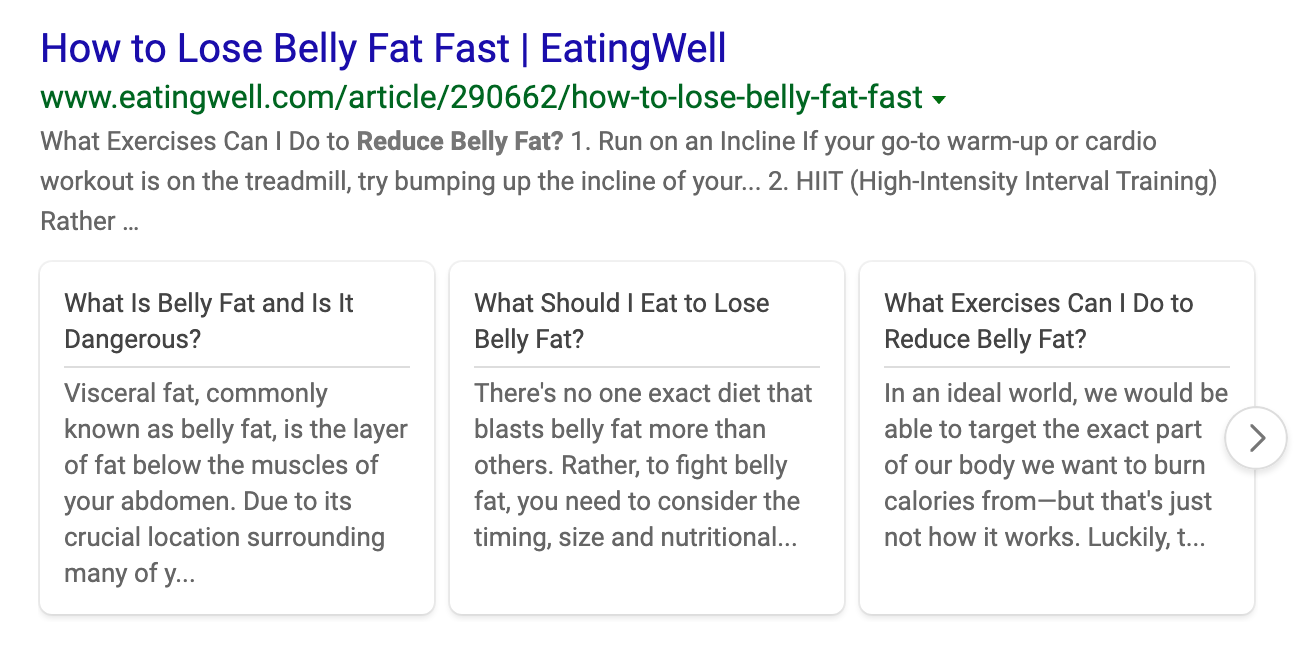 How to Lose Belly Fat Fast | EatingWell
www.eatingwell.com/article/290662/how-to-lose-belly-fat-fast
What Exercises Can I Do to Reduce Belly Fat? 1. Run on an Incline If your go-to warm-up or cardio
workout is on the treadmill, try bumping up the incline of your... 2. HIIT (High-Intensity Interval Training)
Rather ...
What Is Belly Fat and Is It
Dangerous?
Visceral fat, commonly
known as belly fat, is the layer
of fat below the muscles of
your abdomen. Due to its
crucial location surrounding
many of y...
What Should I Eat to Lose
Belly Fat?
There's no one exact diet that
blasts belly fat more than
others. Rather, to fight belly
fat, you need to consider the
timing, size and nutritional...
What Exercises Can I Do to
Reduce Belly Fat?
In an ideal world, we would be
able to target the exact part
of our body we want to burn
calories from—but that's just
not how it works. Luckily, t...